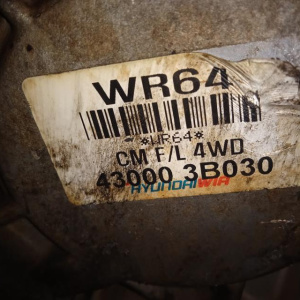 WR64
*WR64*
CM F/L 4WD
43000 3B030
HYUNDAI WIA